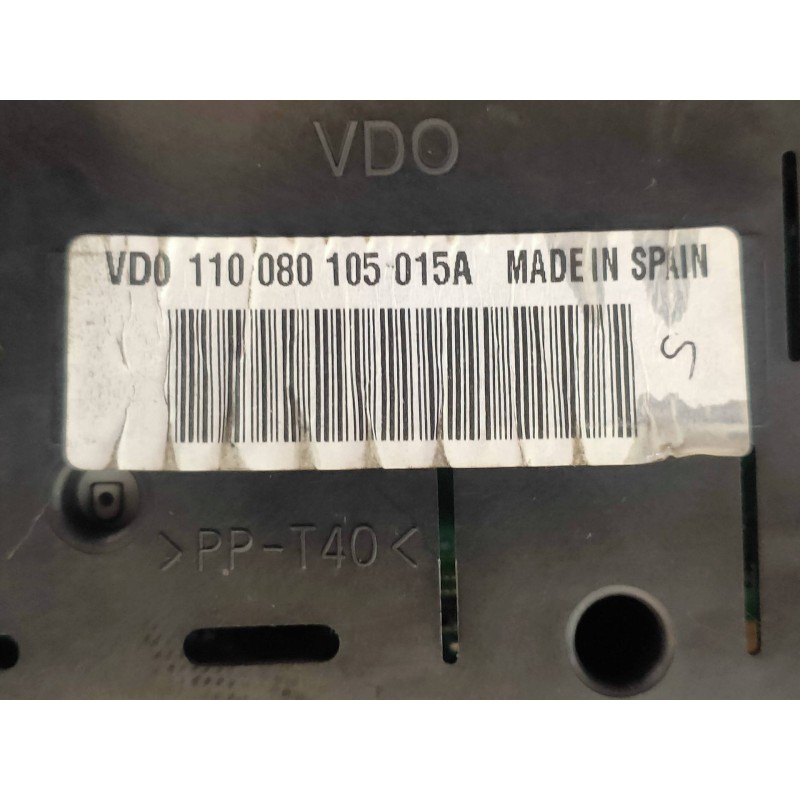 VDO
VDO 110 080 105 015A MADE IN SPAIN
S
>PP-T40<